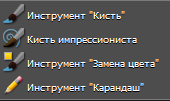 Инструмент "Кисть"
Кисть импрессиониста
Инструмент "Замена цвета"
Инструмент "Карандаш"